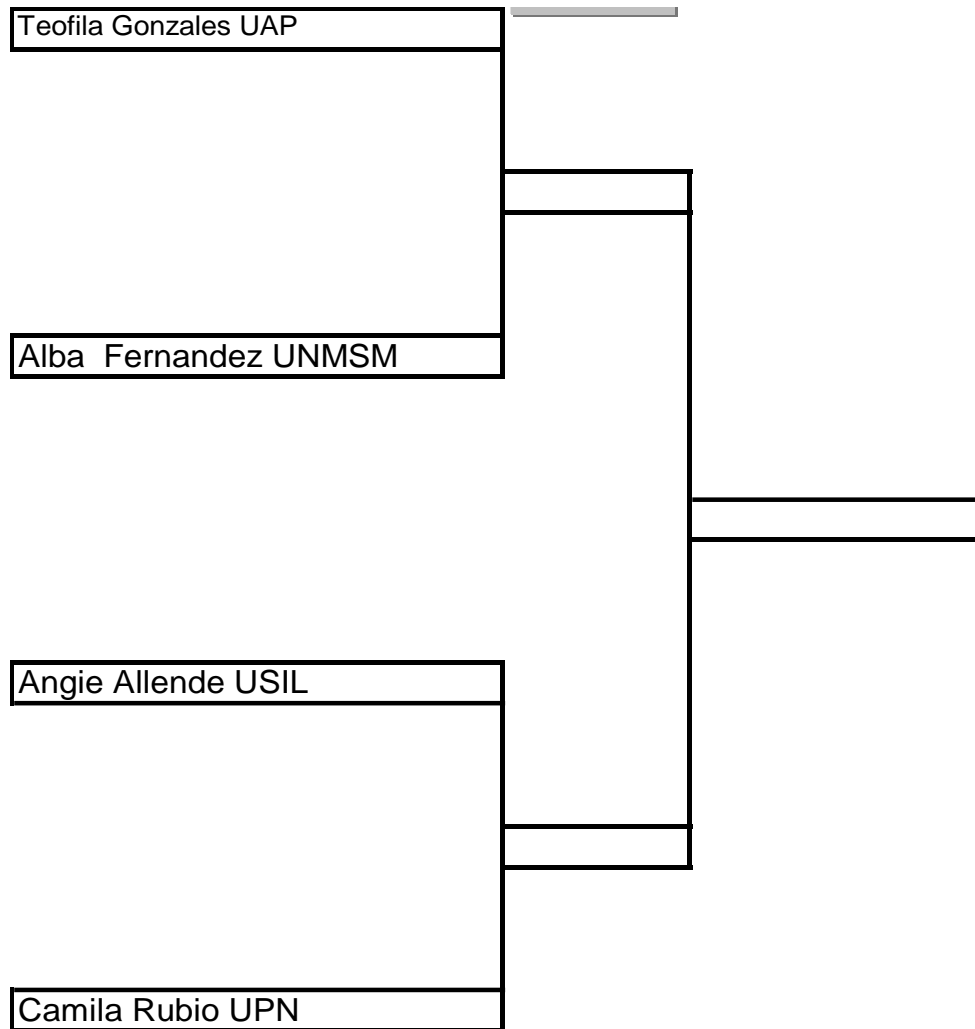 Teofila Gonzales UAP
Alba  Fernandez UNMSM
Angie Allende USIL
Camila Rubio UPN